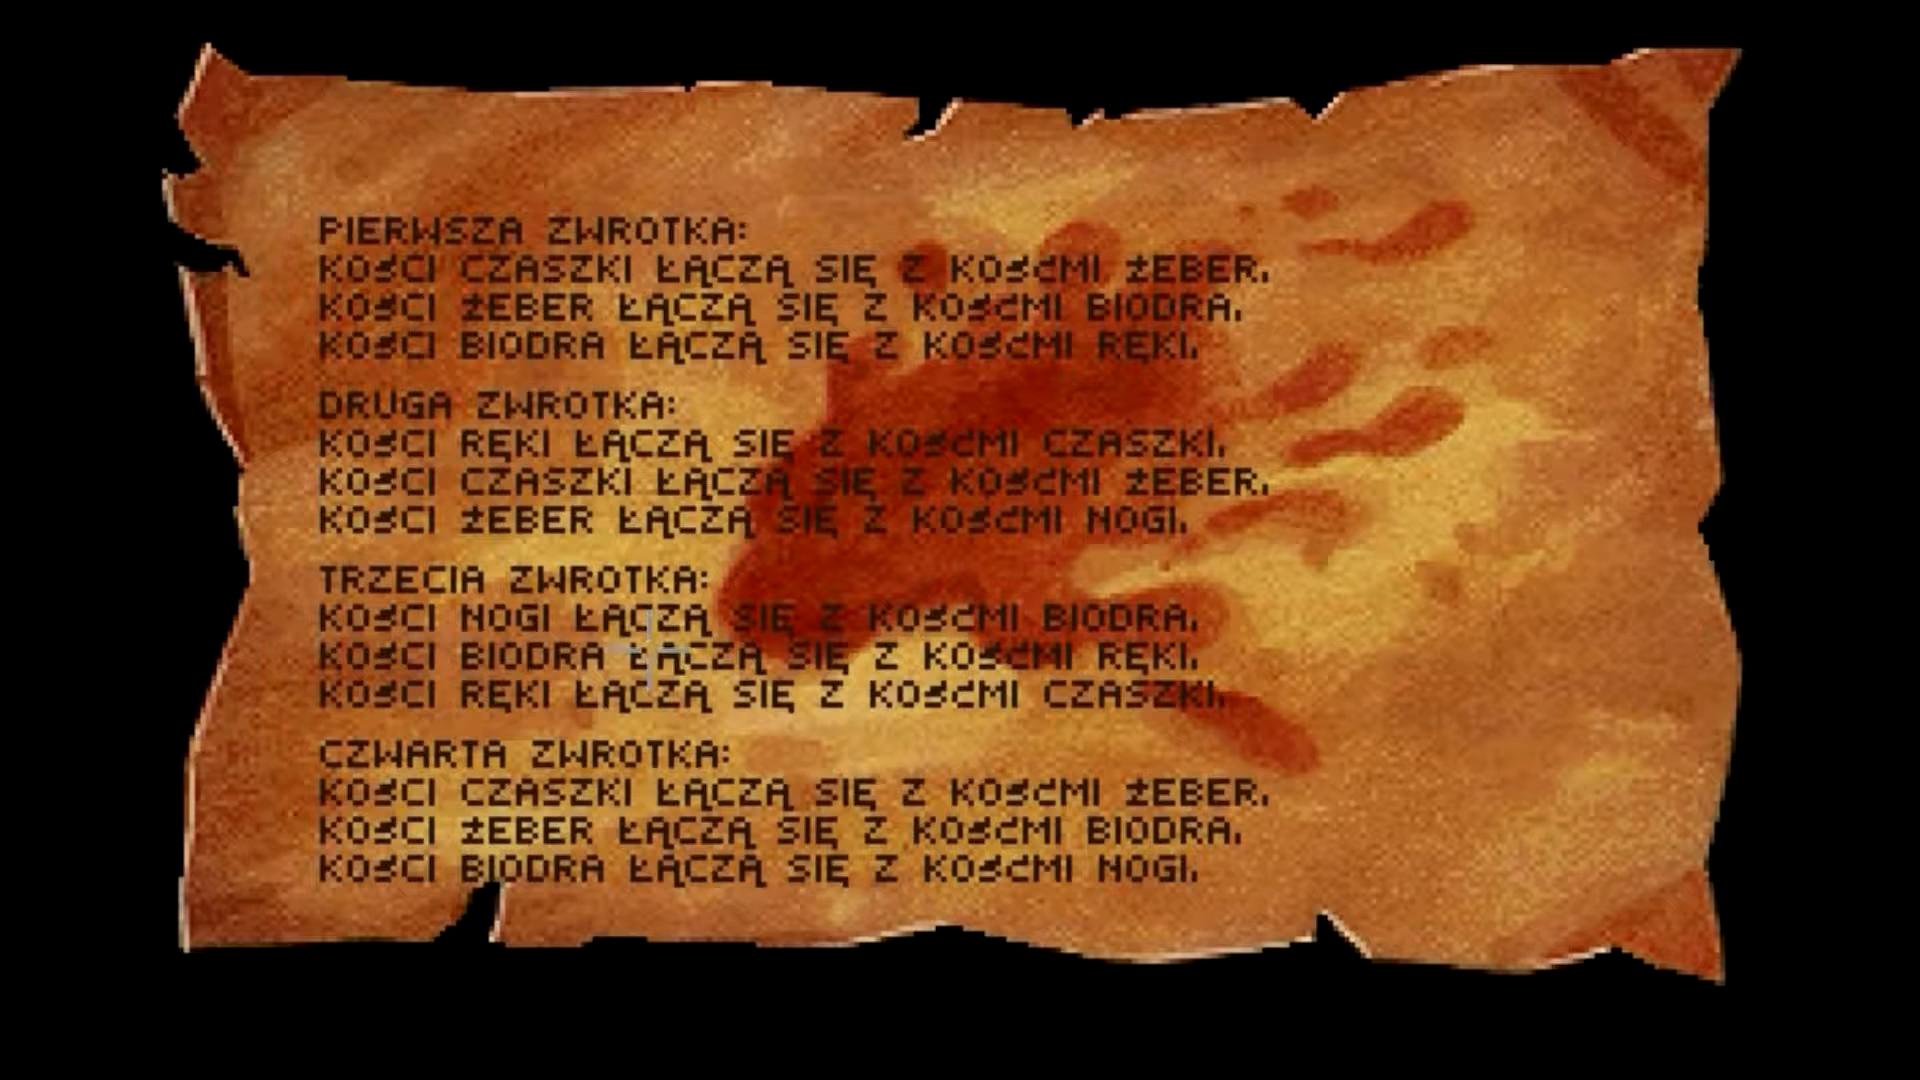 PIERWSZA ZWROTKA:
KOŚCI CZASZKI ŁĄCZĄ SIĘ Z KOŚĆMI ŻEBER.
KOŚCI ŻEBER ŁĄCZĄ SIĘ Z KOŚĆMI BIODRA.
KOŚCI BIODRA ŁĄCZĄ SIĘ Z KOŚĆMI RĘKI.
DRUGA ZWROTKA:
KOŚCI RĘKI ŁĄCZĄ SIĘ Z KOŚĆMI CZASZKI.
KOŚCI CZASZKI ŁĄCZĄ SIĘ Z KOŚĆMI ŻEBER.
KOŚCI ŻEBER ŁĄCZĄ SIĘ Z KOŚĆMI NOGI.
TRZECIA ZWROTKA:
KOŚCI NOGI ŁĄCZĄ SIĘ Z KOŚĆMI BIODRA.
KOŚCI BIODRA ŁĄCZĄ SIĘ Z KOŚĆMI RĘKI.
KOŚCI RĘKI ŁĄCZĄ SIĘ Z KOŚĆMI CZASZKI.
CZWARTA ZWROTKA:
KOŚCI CZASZKI ŁĄCZĄ SIĘ Z KOŚĆMI ŻEBER.
KOŚCI ŻEBER ŁĄCZĄ SIĘ Z KOŚĆMI BIODRA.
KOŚCI BIODRA ŁĄCZĄ SIĘ Z KOŚĆMI NOGI.